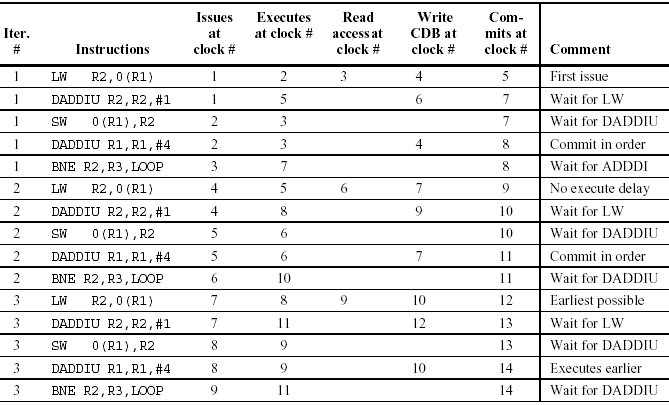 Iter. # Instructions Issues at clock # Executes at clock # Read access at clock # Write CDB at clock # Com- mits at clock # Comment
1 LW R2,0(R1) 1 2 3 4 5 First issue
1 DADDIU R2,R2,#1 1 5 6 7 Wait for LW
1 SW 0(R1),R2 2 3 7 Wait for DADDIU
1 DADDIU R1,R1,#4 2 3 4 8 Commit in order
1 BNE R2,R3,LOOP 3 7 8 Wait for ADDDI
2 LW R2,0(R1) 4 5 6 7 9 No execute delay
2 DADDIU R2,R2,#1 4 8 9 10 Wait for LW
2 SW 0(R1),R2 5 6 10 Wait for DADDIU
2 DADDIU R1,R1,#4 5 6 7 11 Commit in order
2 BNE R2,R3,LOOP 6 10 11 Wait for DADDIU
3 LW R2,0(R1) 7 8 9 10 12 Earliest possible
3 DADDIU R2,R2,#1 7 11 12 13 Wait for LW
3 SW 0(R1),R2 8 9 13 Wait for DADDIU
3 DADDIU R1,R1,#4 8 9 10 14 Executes earlier
3 BNE R2,R3,LOOP 9 11 14 Wait for DADDIU